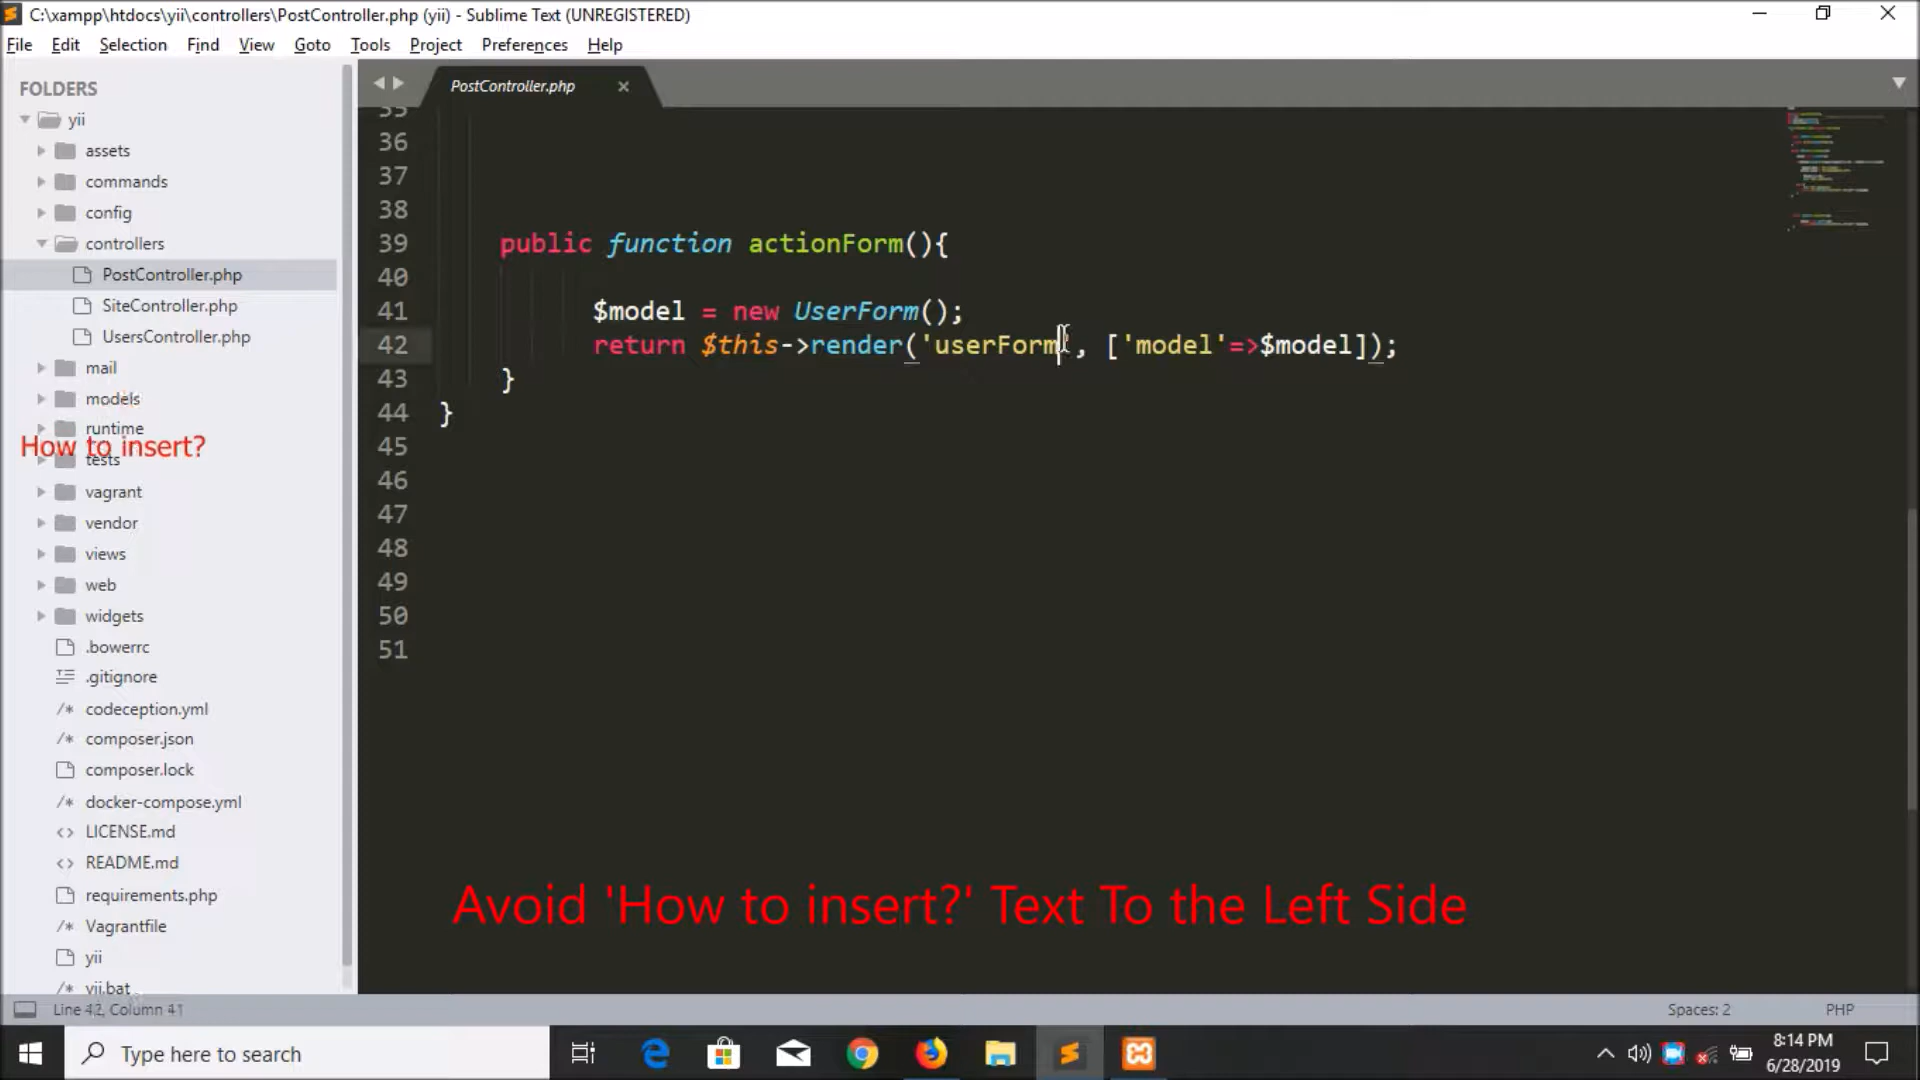 C:\xampp\htdocs\yii\controllers\PostController.php (yii) - Sublime Text (UNREGISTERED)
File Edit Selection Find View Goto Tools Project Preferences Help
FOLDERS
yii
assets
commands
config
controllers
PostController.php
SiteController.php
UsersController.php
mail
models
runtime
How to insert?
tests
vagrant
vendor
views
web
widgets
.bowerrc
.gitignore
codeception.yml
composer.json
composer.lock
docker-compose.yml
LICENSE.md
README.md
requirements.php
Vagrantfile
yii
yii.bat
PostController.php
35
36
37
38
39 public function actionForm(){
40
41 $model = new UserForm();
42 return $this->render('userForm', ['model'=>$model]);
43 }
44 }
45
46
47
48
49
50
51
Avoid 'How to insert?' Text To the Left Side
Line 42, Column 41 Spaces: 2 PHP
Type here to search
8:14 PM
6/28/2019